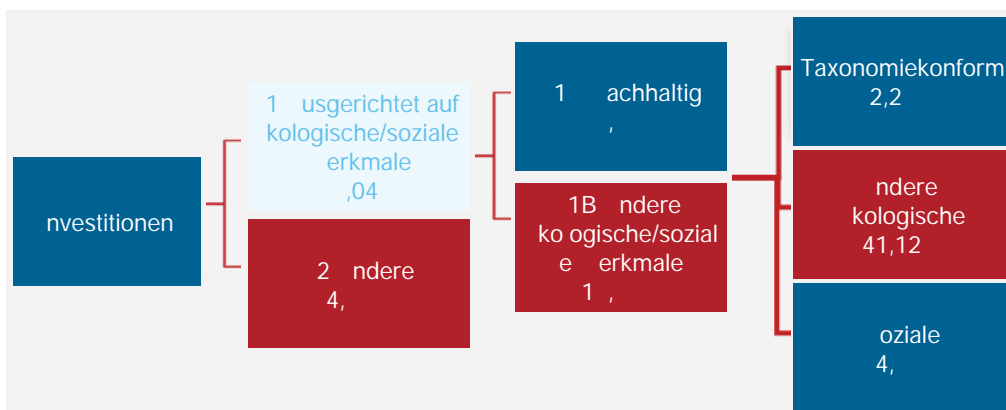 nvestitionen
1 usgerichtet auf
kologische/soziale
erkmale
,04
2 ndere
4,
1 achhaltig
,
1B ndere
ko ogische/sozial
e erkmale
1 ,
Taxonomiekonform
2,2
ndere
kologische
41,12
oziale
4,